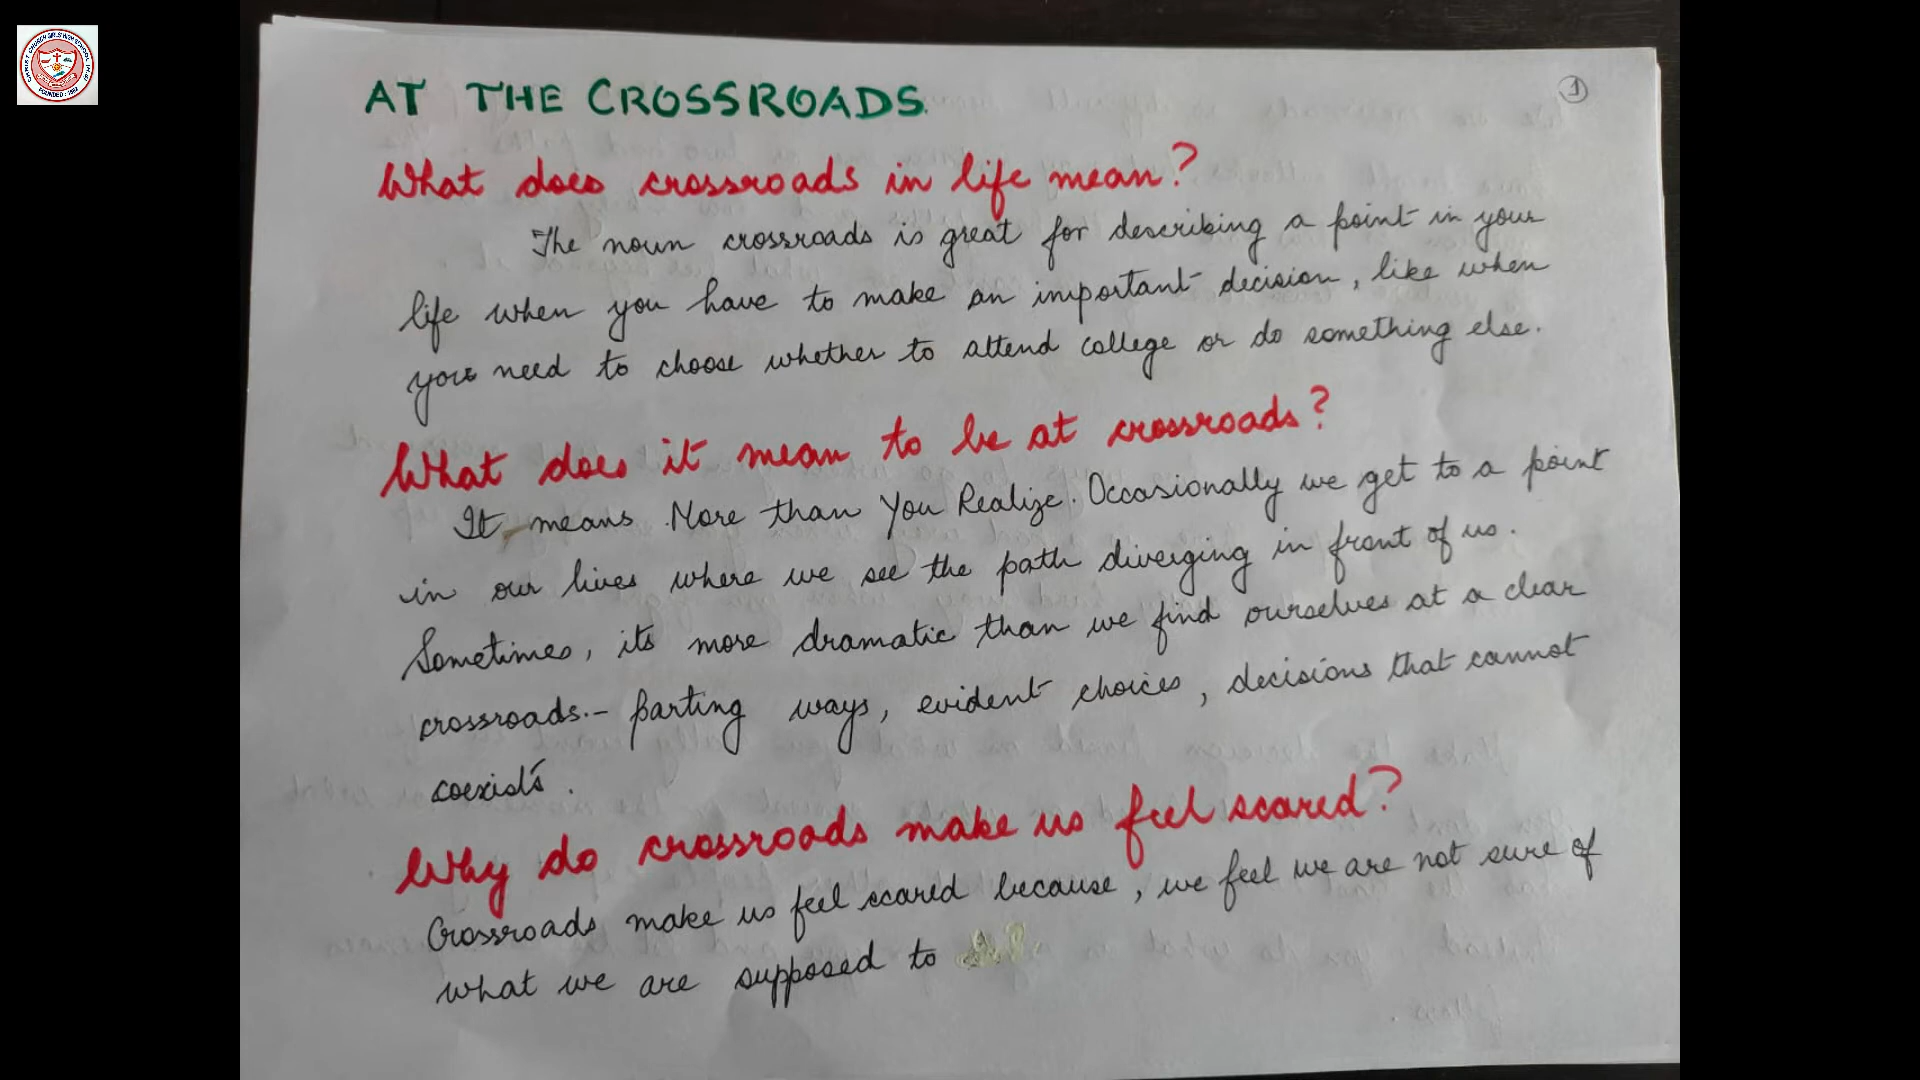 AT THE CROSSROADS.
1
What does crossroads in life mean?
The noun crossroads is great for describing a point in your
life when you have to make an important decision, like when
you need to choose whether to attend college or do something else.
What does it mean to be at crossroads?
It means More than You Realize. Occasionally we get to a point
in our lives where we see the path diverging in front of us.
Sometimes, its more dramatic than we find ourselves at a clear
crossroads.- parting ways, evident choices, decisions that cannot
coexist.
Why do crossroads make us feel scared?
Crossroads make us feel scared because, we feel we are not sure of
what we are supposed to